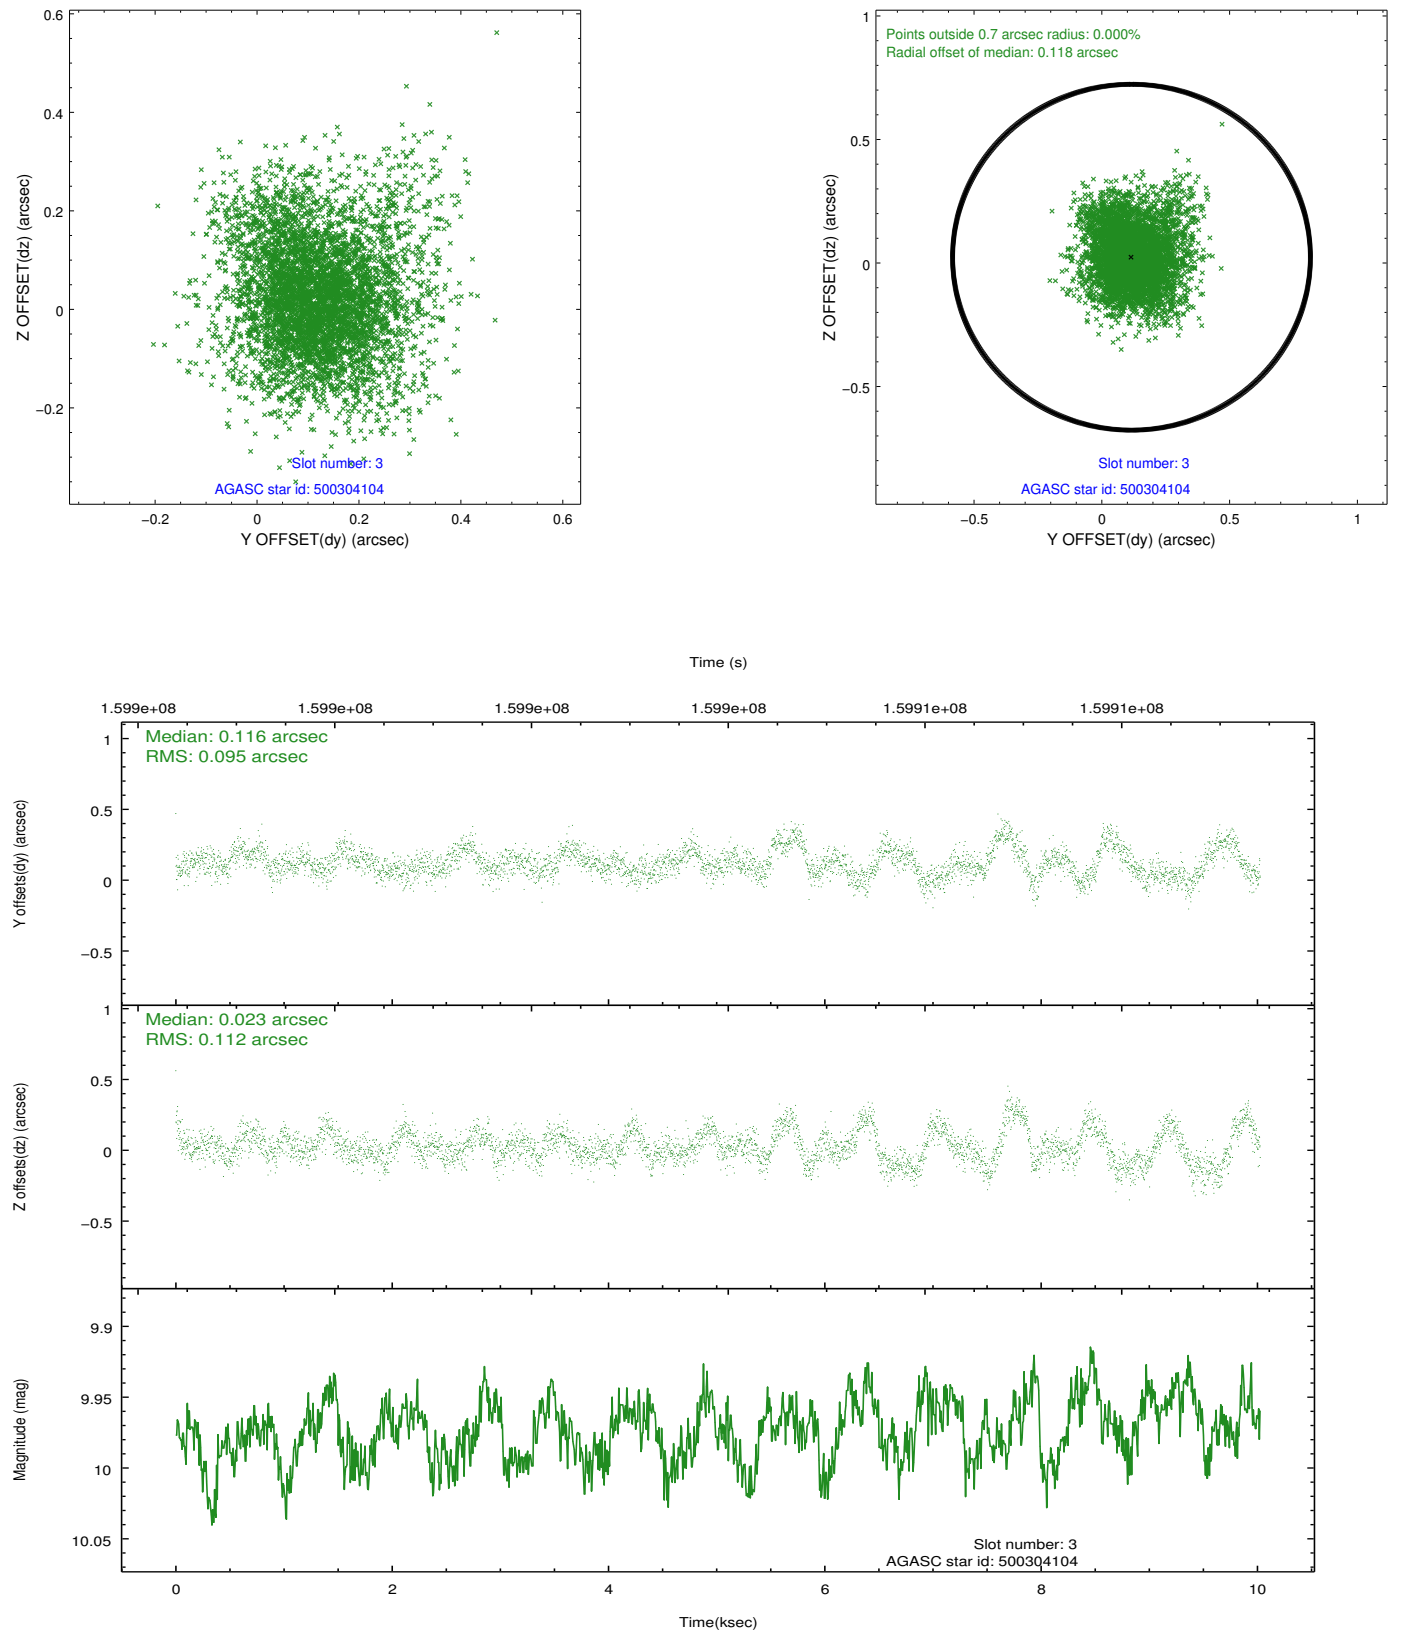 0.6
0.4
0.2
0
−0.2
Z OFFSET(dz) (arcsec)
Slot number: 3
AGASC star id: 500304104
−0.2 0 0.2 0.4 0.6
Y OFFSET(dy) (arcsec)
Points outside 0.7 arcsec radius: 0.000%
Radial offset of median: 0.118 arcsec
1
0.5
0
−0.5
Z OFFSET(dz) (arcsec)
Slot number: 3
AGASC star id: 500304104
−0.5 0 0.5 1
Y OFFSET(dy) (arcsec)
Time (s)
1.599e+08 1.599e+08 1.599e+08 1.599e+08 1.5991e+08 1.5991e+08
Median: 0.116 arcsec
RMS: 0.095 arcsec
1
0.5
0
−0.5
Y offsets(dy) (arcsec)
Median: 0.023 arcsec
RMS: 0.112 arcsec
1
0.5
0
−0.5
Z offsets(dz) (arcsec)
9.9
9.95
10
10.05
Magnitude (mag)
Slot number: 3
AGASC star id: 500304104
0 2 4 6 8 10
Time(ksec)